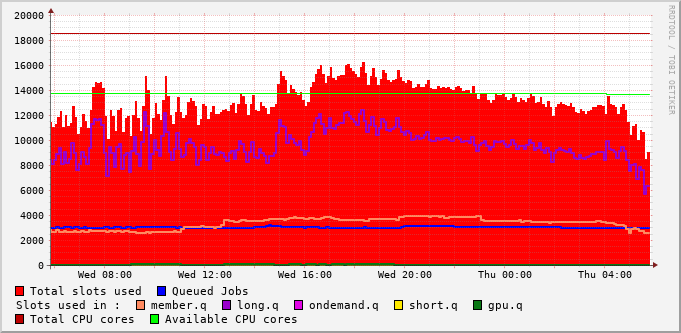 20000
18000
16000
14000
12000
10000
8000
6000
4000
2000
0
Wed 08:00 Wed 12:00 Wed 16:00 Wed 20:00 Thu 00:00 Thu 04:00
RRDTOOL / TOBI OETIKER
Total slots used Queued Jobs
Slots used in : member.q long.q ondemand.q short.q gpu.q
Total CPU cores Available CPU cores